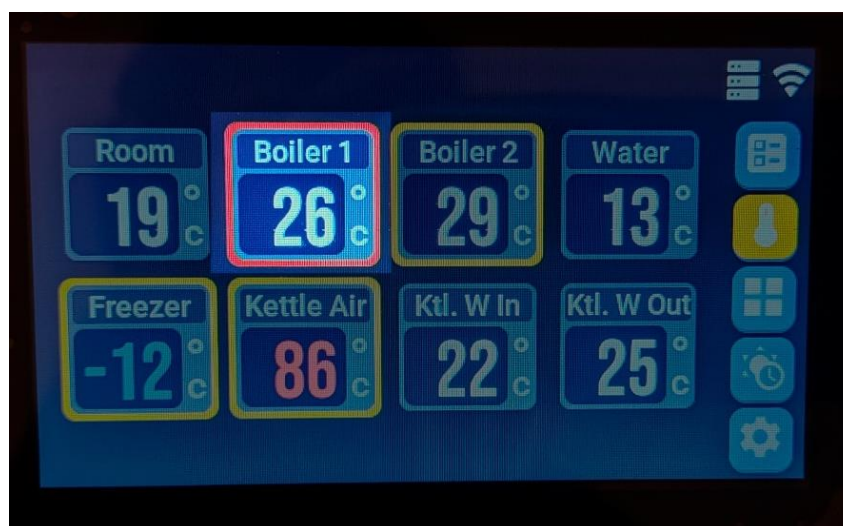 Room Boiler 1 Boiler 2 Water
19 °C 26 °C 29 °C 13 °C
Freezer Kettle Air Ktl. W In Ktl. W Out
-12 °C 86 °C 22 °C 25 °C